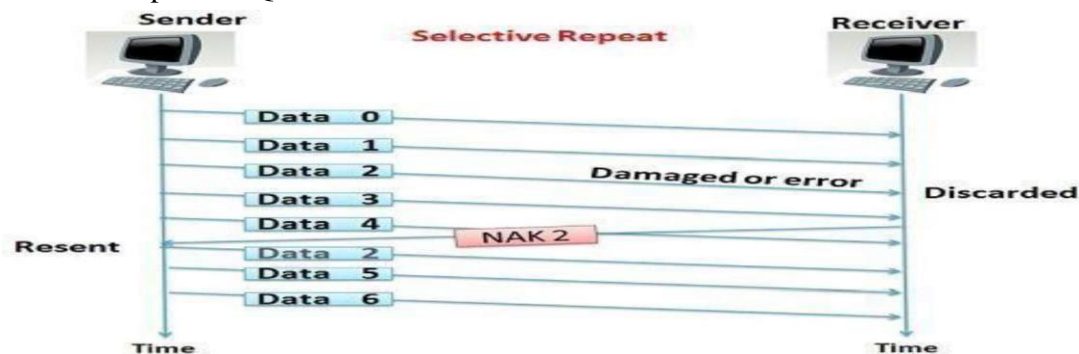 Sender
Receiver
Selective Repeat
Data 0
Data 1
Data 2
Damaged or error
Discarded
Data 3
Data 4
NAK 2
Resent
Data 2
Data 5
Data 6
Time
Time